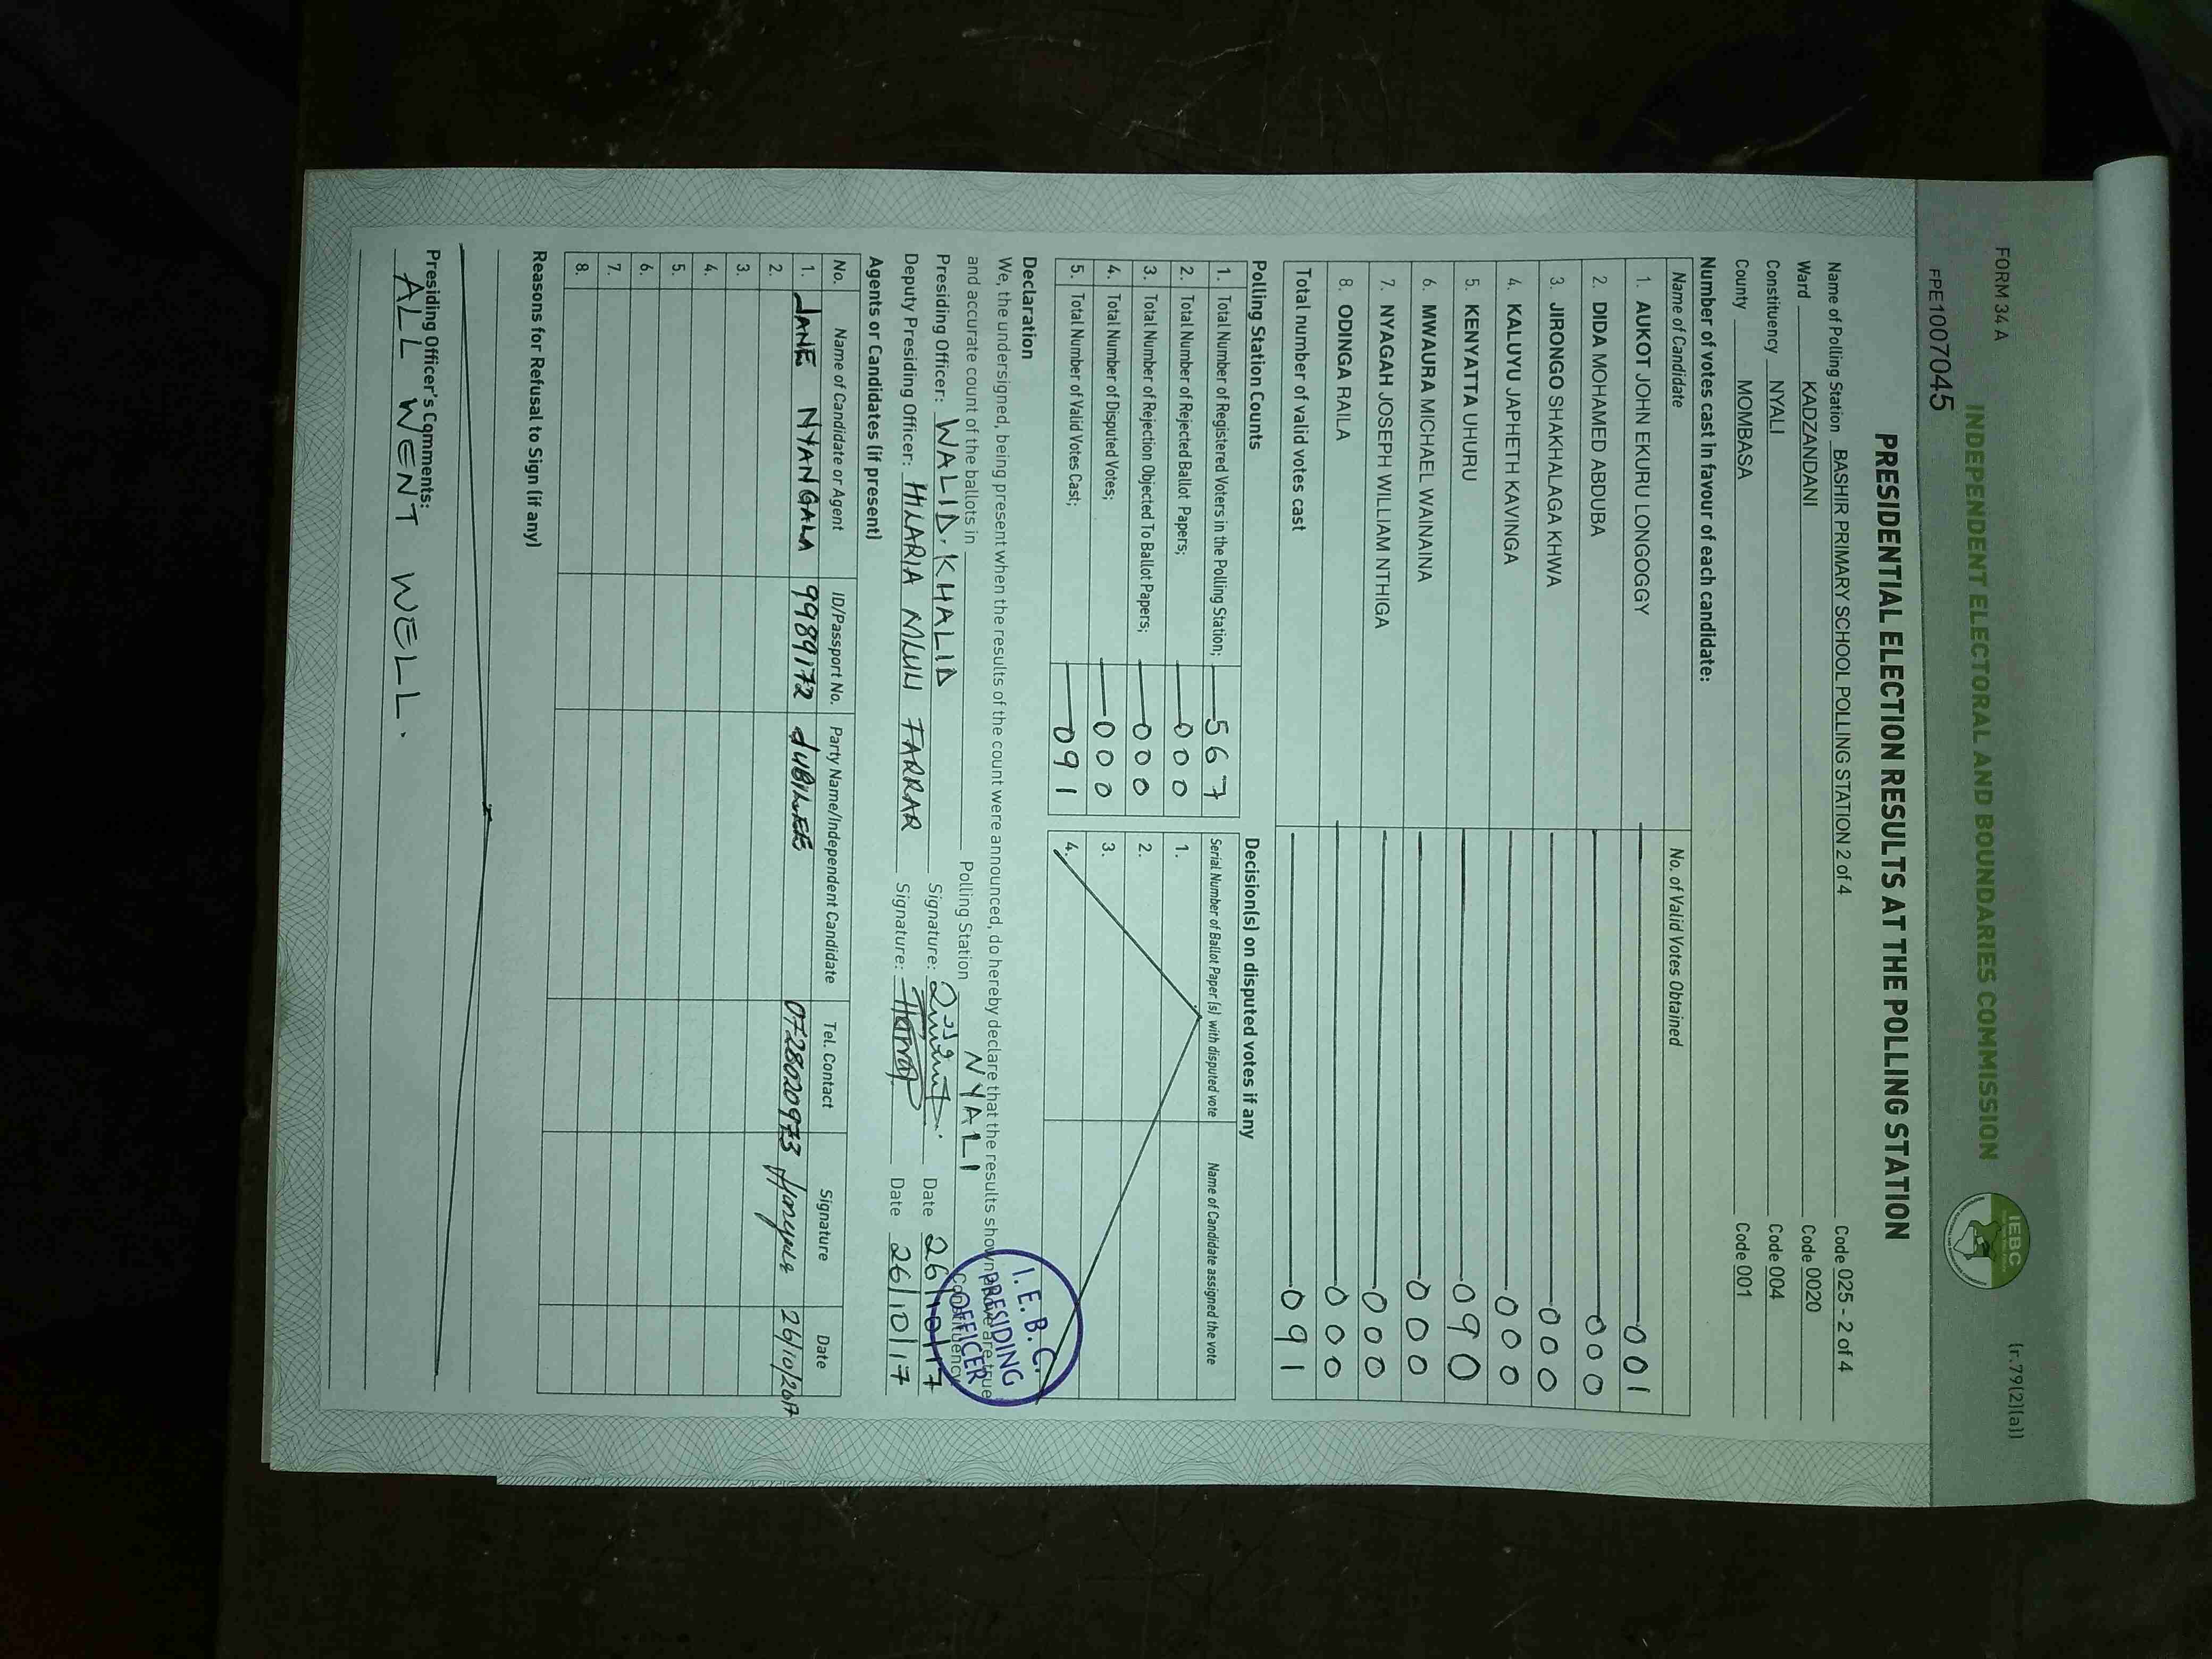 FORM 34 A
(r.79(2)(a))
INDEPENDENT ELECTORAL AND BOUNDARIES COMMISSION
IEBC
FPE1007045
PRESIDENTIAL ELECTION RESULTS AT THE POLLING STATION
Name of Polling Station BASHIR PRIMARY SCHOOL POLLING STATION 2 of 4 Code 025 - 2 of 4
Ward KADZANDANI Code 0020
Constituency NYALI Code 004
County MOMBASA Code 001
Number of votes cast in favour of each candidate:
Name of Candidate No. of Valid Votes Obtained
1. AUKOT JOHN EKURU LONGOGGY 001
2. DIDA MOHAMED ABDUBA 000
3. JIRONGO SHAKHALAGA KHWA 000
4. KALUYU JAPHETH KAVINGA 000
5. KENYATTA UHURU 090
6. MWAURA MICHAEL WAINAINA 000
7. NYAGAH JOSEPH WILLIAM NTHIGA 000
8. ODINGA RAILA 000
Total number of valid votes cast 091
Polling Station Counts
1. Total Number of Registered Voters in the Polling Station; 567
2. Total Number of Rejected Ballot Papers; 000
3. Total Number of Rejection Objected To Ballot Papers; 000
4. Total Number of Disputed Votes; 000
5. Total Number of Valid Votes Cast; 091
Decision(s) on disputed votes if any
Serial Number of Ballot Paper (s) with disputed vote Name of Candidate assigned the vote
1.
2.
3.
4.
Declaration
We, the undersigned, being present when the results of the count were announced, do hereby declare that the results shown above are true
and accurate count of the ballots in Polling Station NYALI Constituency
Presiding Officer: WALID.KHALID Signature: Date 26/10/17
Deputy Presiding Officer: HILARIA MLULI FARRAR Signature: Date 26/10/17
I. E. B. C.
PRESIDING
OFFICER
Agents or Candidates (if present)
No. Name of Candidate or Agent ID/Passport No. Party Name/Independent Candidate Tel. Contact Signature Date
1. JANE NYANGALA 9989172 JUBILEE 0728020973 26/10/2017
2.
3.
4.
5.
6.
7.
8.
Reasons for Refusal to Sign (if any)
Presiding Officer's Comments:
ALL WENT WELL.